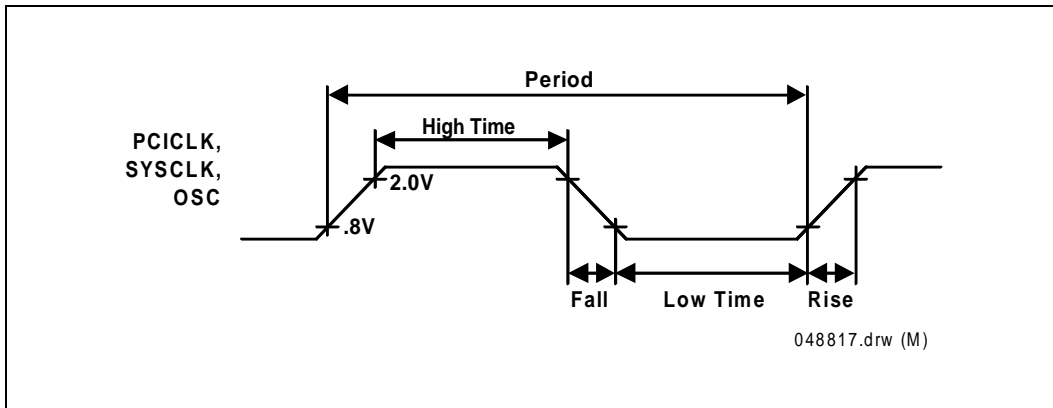 Period
High Time
PCICLK,
SYSCLK,
OSC
2.0V
.8V
Fall
Low Time
Rise
048817.drw (M)